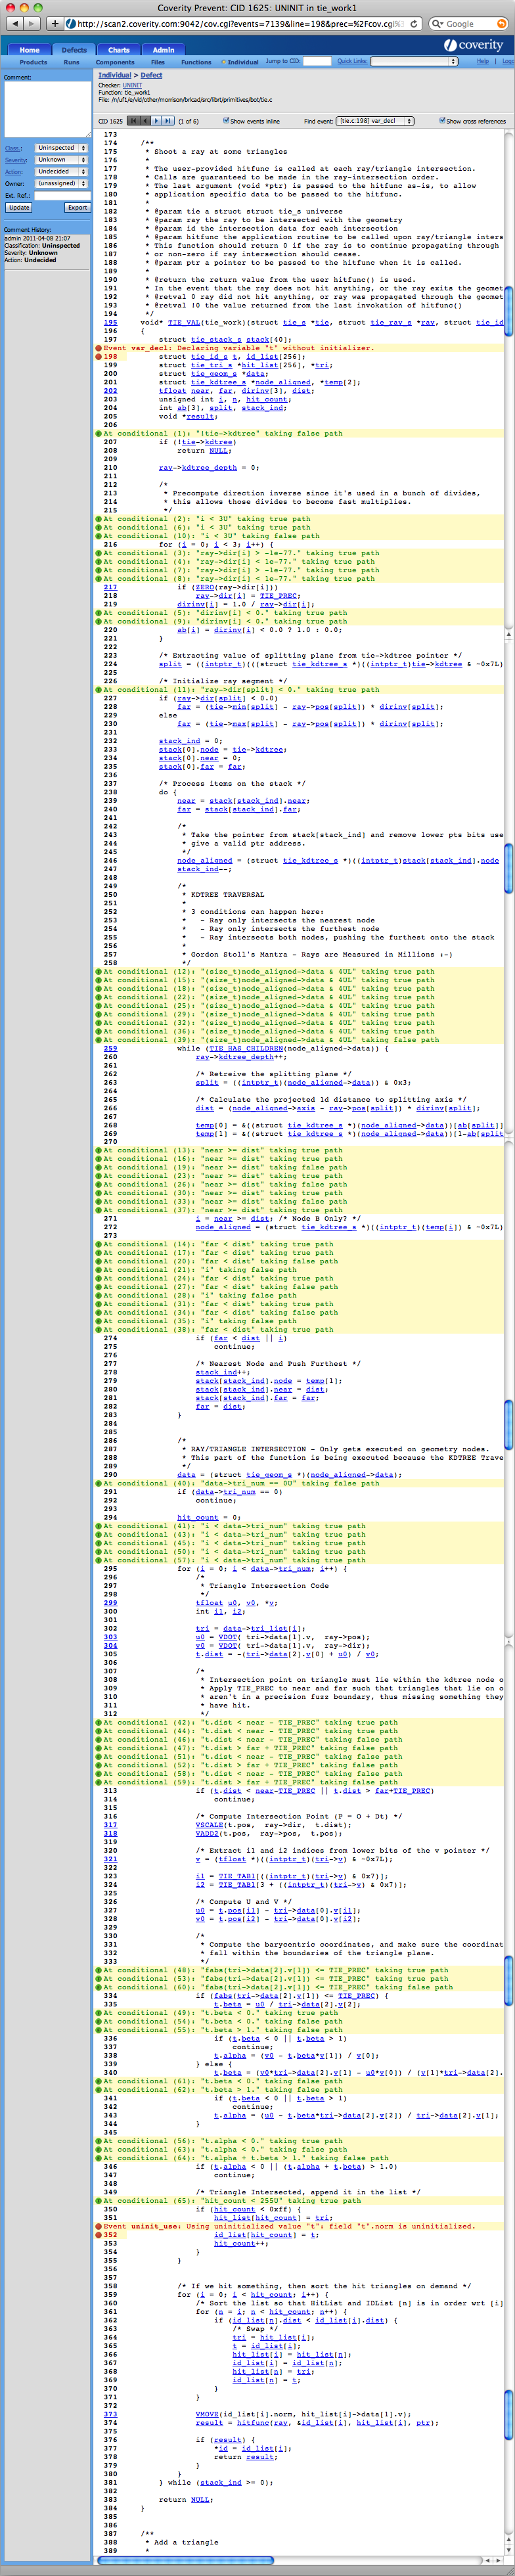 Coverity Prevent: CID 1625: UNINIT in tie_work1
http://scan2.coverity.com:9042/cov.cgi?events=7139&line=198&prec=%2Fcov.cgi%3
Google
Home Defects Charts Admin
coverity
Products Runs Components Files Functions Individual Jump to CID: Quick Links: Help Logo
Comment:
Class.: Uninspected
Severity: Unknown
Action: Undecided
Owner: (unassigned)
Ext. Ref.:
Update Export
Comment History:
admin 2011-04-08 21:07
Classification: Uninspected
Severity: Unknown
Action: Undecided
Individual > Defect
Checker: UNINIT
Function: tie_work1
File: /n/uf1/e/vid/other/morrison/brlcad/src/librt/primitives/bot/tie.c
CID 1625 (1 of 6) Show events inline Find event: [tie.c:198] var_decl Show cross references
173
174 /**
175 * Shoot a ray at some triangles
176 *
177 * The user-provided hitfunc is called at each ray/triangle intersection.
178 * Calls are guaranteed to be made in the ray-intersection order.
179 * The last argument (void *ptr) is passed to the hitfunc as-is, to allow
180 * application specific data to be passed to the hitfunc.
181 *
182 * @param tie a struct struct tie_s universe
183 * @param ray the ray to be intersected with the geometry
184 * @param id the intersection data for each intersection
185 * @param hitfunc the application routine to be called upon ray/triangle inters
186 * This function should return 0 if the ray is to continue propagating through
187 * or non-zero if ray intersection should cease.
188 * @param ptr a pointer to be passed to the hitfunc when it is called.
189 *
190 * @return the return value from the user hitfunc() is used.
191 * In the event that the ray does not hit anything, or the ray exits the geomet
192 * @retval 0 ray did not hit anything, or ray was propagated through the geomet
193 * @retval !0 the value returned from the last invokation of hitfunc()
194 */
195 void* TIE_VAL(tie_work)(struct tie_s *tie, struct tie_ray_s *ray, struct tie_id
196 {
197 struct tie_stack_s stack[40];
Event var_decl: Declaring variable "t" without initializer.
198 struct tie_id_s t, id_list[256];
199 struct tie_tri_s *hit_list[256], *tri;
200 struct tie_geom_s *data;
201 struct tie_kdtree_s *node_aligned, *temp[2];
202 tfloat near, far, dirinv[3], dist;
203 unsigned int i, n, hit_count;
204 int ab[3], split, stack_ind;
205 void *result;
206
At conditional (1): "!tie->kdtree" taking false path
207 if (!tie->kdtree)
208 return NULL;
209
210 ray->kdtree_depth = 0;
211
212 /*
213 * Precompute direction inverse since it's used in a bunch of divides,
214 * this allows those divides to become fast multiplies.
215 */
At conditional (2): "i < 3U" taking true path
At conditional (6): "i < 3U" taking true path
At conditional (10): "i < 3U" taking false path
216 for (i = 0; i < 3; i++) {
At conditional (3): "ray->dir[i] > -1e-77." taking true path
At conditional (4): "ray->dir[i] < 1e-77." taking true path
At conditional (7): "ray->dir[i] > -1e-77." taking true path
At conditional (8): "ray->dir[i] < 1e-77." taking true path
217 if (ZERO(ray->dir[i]))
218 ray->dir[i] = TIE_PREC;
219 dirinv[i] = 1.0 / ray->dir[i];
At conditional (5): "dirinv[i] < 0." taking true path
At conditional (9): "dirinv[i] < 0." taking true path
220 ab[i] = dirinv[i] < 0.0 ? 1.0 : 0.0;
221 }
222
223 /* Extracting value of splitting plane from tie->kdtree pointer */
224 split = ((intptr_t)(((struct tie_kdtree_s *)((intptr_t)tie->kdtree & -0x7L)
225
226 /* Initialize ray segment */
At conditional (11): "ray->dir[split] < 0." taking true path
227 if (ray->dir[split] < 0.0)
228 far = (tie->min[split] - ray->pos[split]) * dirinv[split];
229 else
230 far = (tie->max[split] - ray->pos[split]) * dirinv[split];
231
232 stack_ind = 0;
233 stack[0].node = tie->kdtree;
234 stack[0].near = 0;
235 stack[0].far = far;
236
237 /* Process items on the stack */
238 do {
239 near = stack[stack_ind].near;
240 far = stack[stack_ind].far;
241
242 /*
243 * Take the pointer from stack[stack_ind] and remove lower pts bits use
244 * give a valid ptr address.
245 */
246 node_aligned = (struct tie_kdtree_s *)((intptr_t)stack[stack_ind].node
247 stack_ind--;
248
249 /*
250 * KDTREE TRAVERSAL
251 *
252 * 3 conditions can happen here:
253 * - Ray only intersects the nearest node
254 * - Ray only intersects the furthest node
255 * - Ray intersects both nodes, pushing the furthest onto the stack
256 *
257 * Gordon Stoll's Mantra - Rays are Measured in Millions :-)
258 */
At conditional (12): "(size_t)node_aligned->data & 4UL" taking true path
At conditional (15): "(size_t)node_aligned->data & 4UL" taking true path
At conditional (18): "(size_t)node_aligned->data & 4UL" taking true path
At conditional (22): "(size_t)node_aligned->data & 4UL" taking true path
At conditional (25): "(size_t)node_aligned->data & 4UL" taking true path
At conditional (29): "(size_t)node_aligned->data & 4UL" taking true path
At conditional (32): "(size_t)node_aligned->data & 4UL" taking true path
At conditional (36): "(size_t)node_aligned->data & 4UL" taking true path
At conditional (39): "(size_t)node_aligned->data & 4UL" taking false path
259 while (TIE_HAS_CHILDREN(node_aligned->data)) {
260 ray->kdtree_depth++;
261
262 /* Retreive the splitting plane */
263 split = ((intptr_t)(node_aligned->data)) & 0x3;
264
265 /* Calculate the projected 1d distance to splitting axis */
266 dist = (node_aligned->axis - ray->pos[split]) * dirinv[split];
267
268 temp[0] = &((struct tie_kdtree_s *)(node_aligned->data))[ab[split]]
269 temp[1] = &((struct tie_kdtree_s *)(node_aligned->data))[1-ab[split
270
At conditional (13): "near >= dist" taking true path
At conditional (16): "near >= dist" taking true path
At conditional (19): "near >= dist" taking false path
At conditional (23): "near >= dist" taking true path
At conditional (26): "near >= dist" taking false path
At conditional (30): "near >= dist" taking true path
At conditional (33): "near >= dist" taking false path
At conditional (37): "near >= dist" taking true path
271 i = near >= dist; /* Node B Only? */
272 node_aligned = (struct tie_kdtree_s *)((intptr_t)(temp[i]) & -0x7L)
273
At conditional (14): "far < dist" taking true path
At conditional (17): "far < dist" taking true path
At conditional (20): "far < dist" taking false path
At conditional (21): "i" taking false path
At conditional (24): "far < dist" taking true path
At conditional (27): "far < dist" taking false path
At conditional (28): "i" taking false path
At conditional (31): "far < dist" taking true path
At conditional (34): "far < dist" taking false path
At conditional (35): "i" taking false path
At conditional (38): "far < dist" taking true path
274 if (far < dist || i)
275 continue;
276
277 /* Nearest Node and Push Furthest */
278 stack_ind++;
279 stack[stack_ind].node = temp[1];
280 stack[stack_ind].near = dist;
281 stack[stack_ind].far = far;
282 far = dist;
283 }
284
285
286 /*
287 * RAY/TRIANGLE INTERSECTION - Only gets executed on geometry nodes.
288 * This part of the function is being executed because the KDTREE Trave
289 */
290 data = (struct tie_geom_s *)(node_aligned->data);
At conditional (40): "data->tri_num == 0U" taking false path
291 if (data->tri_num == 0)
292 continue;
293
294 hit_count = 0;
At conditional (41): "i < data->tri_num" taking true path
At conditional (43): "i < data->tri_num" taking true path
At conditional (45): "i < data->tri_num" taking true path
At conditional (50): "i < data->tri_num" taking true path
At conditional (57): "i < data->tri_num" taking true path
295 for (i = 0; i < data->tri_num; i++) {
296 /*
297 * Triangle Intersection Code
298 */
299 tfloat u0, v0, *v;
300 int i1, i2;
301
302 tri = data->tri_list[i];
303 u0 = VDOT( tri->data[1].v, ray->pos);
304 v0 = VDOT( tri->data[1].v, ray->dir);
305 t.dist = -(tri->data[2].v[0] + u0) / v0;
306
307 /*
308 * Intersection point on triangle must lie within the kdtree node o
309 * Apply TIE_PREC to near and far such that triangles that lie on o
310 * aren't in a precision fuzz boundary, thus missing something they
311 * have hit.
312 */
At conditional (42): "t.dist < near - TIE_PREC" taking true path
At conditional (44): "t.dist < near - TIE_PREC" taking true path
At conditional (46): "t.dist < near - TIE_PREC" taking false path
At conditional (47): "t.dist > far + TIE_PREC" taking false path
At conditional (51): "t.dist < near - TIE_PREC" taking false path
At conditional (52): "t.dist > far + TIE_PREC" taking false path
At conditional (58): "t.dist < near - TIE_PREC" taking false path
At conditional (59): "t.dist > far + TIE_PREC" taking false path
313 if (t.dist < near-TIE_PREC || t.dist > far+TIE_PREC)
314 continue;
315
316 /* Compute Intersection Point (P = O + Dt) */
317 VSCALE(t.pos, ray->dir, t.dist);
318 VADD2(t.pos, ray->pos, t.pos);
319
320 /* Extract i1 and i2 indices from lower bits of the v pointer */
321 v = (tfloat *)((intptr_t)(tri->v) & -0x7L);
322
323 i1 = TIE_TAB1[((intptr_t)(tri->v) & 0x7)];
324 i2 = TIE_TAB1[3 + ((intptr_t)(tri->v) & 0x7)];
325
326 /* Compute U and V */
327 u0 = t.pos[i1] - tri->data[0].v[i1];
328 v0 = t.pos[i2] - tri->data[0].v[i2];
329
330 /*
331 * Compute the barycentric coordinates, and make sure the coordinat
332 * fall within the boundaries of the triangle plane.
333 */
At conditional (48): "fabs(tri->data[2].v[1]) <= TIE_PREC" taking true path
At conditional (53): "fabs(tri->data[2].v[1]) <= TIE_PREC" taking true path
At conditional (60): "fabs(tri->data[2].v[1]) <= TIE_PREC" taking false path
334 if (fabs(tri->data[2].v[1]) <= TIE_PREC) {
335 t.beta = u0 / tri->data[2].v[2];
At conditional (49): "t.beta < 0." taking true path
At conditional (54): "t.beta < 0." taking false path
At conditional (55): "t.beta > 1." taking false path
336 if (t.beta < 0 || t.beta > 1)
337 continue;
338 t.alpha = (v0 - t.beta*v[1]) / v[0];
339 } else {
340 t.beta = (v0*tri->data[2].v[1] - u0*v[0]) / (v[1]*tri->data[2].
At conditional (61): "t.beta < 0." taking false path
At conditional (62): "t.beta > 1." taking false path
341 if (t.beta < 0 || t.beta > 1)
342 continue;
343 t.alpha = (u0 - t.beta*tri->data[2].v[2]) / tri->data[2].v[1];
344 }
345
At conditional (56): "t.alpha < 0." taking true path
At conditional (63): "t.alpha < 0." taking false path
At conditional (64): "t.alpha + t.beta > 1." taking false path
346 if (t.alpha < 0 || (t.alpha + t.beta) > 1.0)
347 continue;
348
349 /* Triangle Intersected, append it in the list */
At conditional (65): "hit_count < 255U" taking true path
350 if (hit_count < 0xff) {
351 hit_list[hit_count] = tri;
Event uninit_use: Using uninitialized value "t": field "t".norm is uninitialized.
352 id_list[hit_count] = t;
353 hit_count++;
354 }
355 }
356
357
358 /* If we hit something, then sort the hit triangles on demand */
359 for (i = 0; i < hit_count; i++) {
360 /* Sort the list so that HitList and IDList [n] is in order wrt [i]
361 for (n = i; n < hit_count; n++) {
362 if (id_list[n].dist < id_list[i].dist) {
363 /* Swap */
364 tri = hit_list[i];
365 t = id_list[i];
366 hit_list[i] = hit_list[n];
367 id_list[i] = id_list[n];
368 hit_list[n] = tri;
369 id_list[n] = t;
370 }
371 }
372
373 VMOVE(id_list[i].norm, hit_list[i]->data[1].v);
374 result = hitfunc(ray, &id_list[i], hit_list[i], ptr);
375
376 if (result) {
377 *id = id_list[i];
378 return result;
379 }
380 }
381 } while (stack_ind >= 0);
382
383 return NULL;
384 }
385
386
387 /**
388 * Add a triangle
389 *